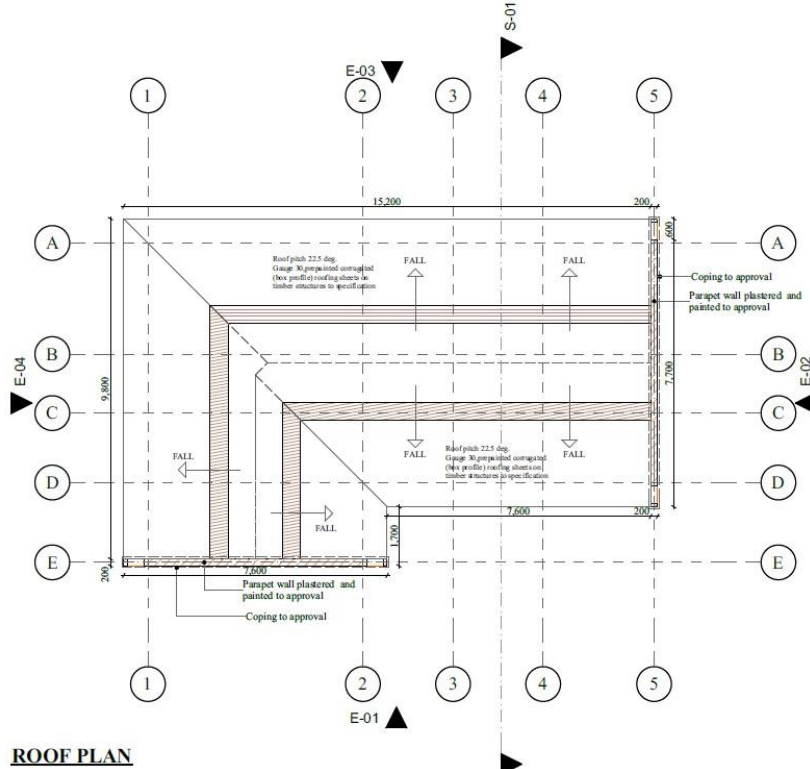 S-01
E-03
1 2 3 4 5
15,200 200
A A
600
Roof pitch 22.5 deg.
Gauge 30,prepainted corrugated
(box profile) roofing sheets on
timber structures to specification
FALL FALL
Coping to approval
Parapet wall plastered and
painted to approval
B B
E-04 E-02
9,800 7,700
C C
FALL FALL FALL
Roof pitch 22.5 deg.
Gauge 30,prepainted corrugated
(box profile) roofing sheets on
timber structures to specification
D D
7,600 200
FALL
1,700
E E
200
7,600
Parapet wall plastered and
painted to approval
Coping to approval
1 2 3 4 5
E-01
ROOF PLAN